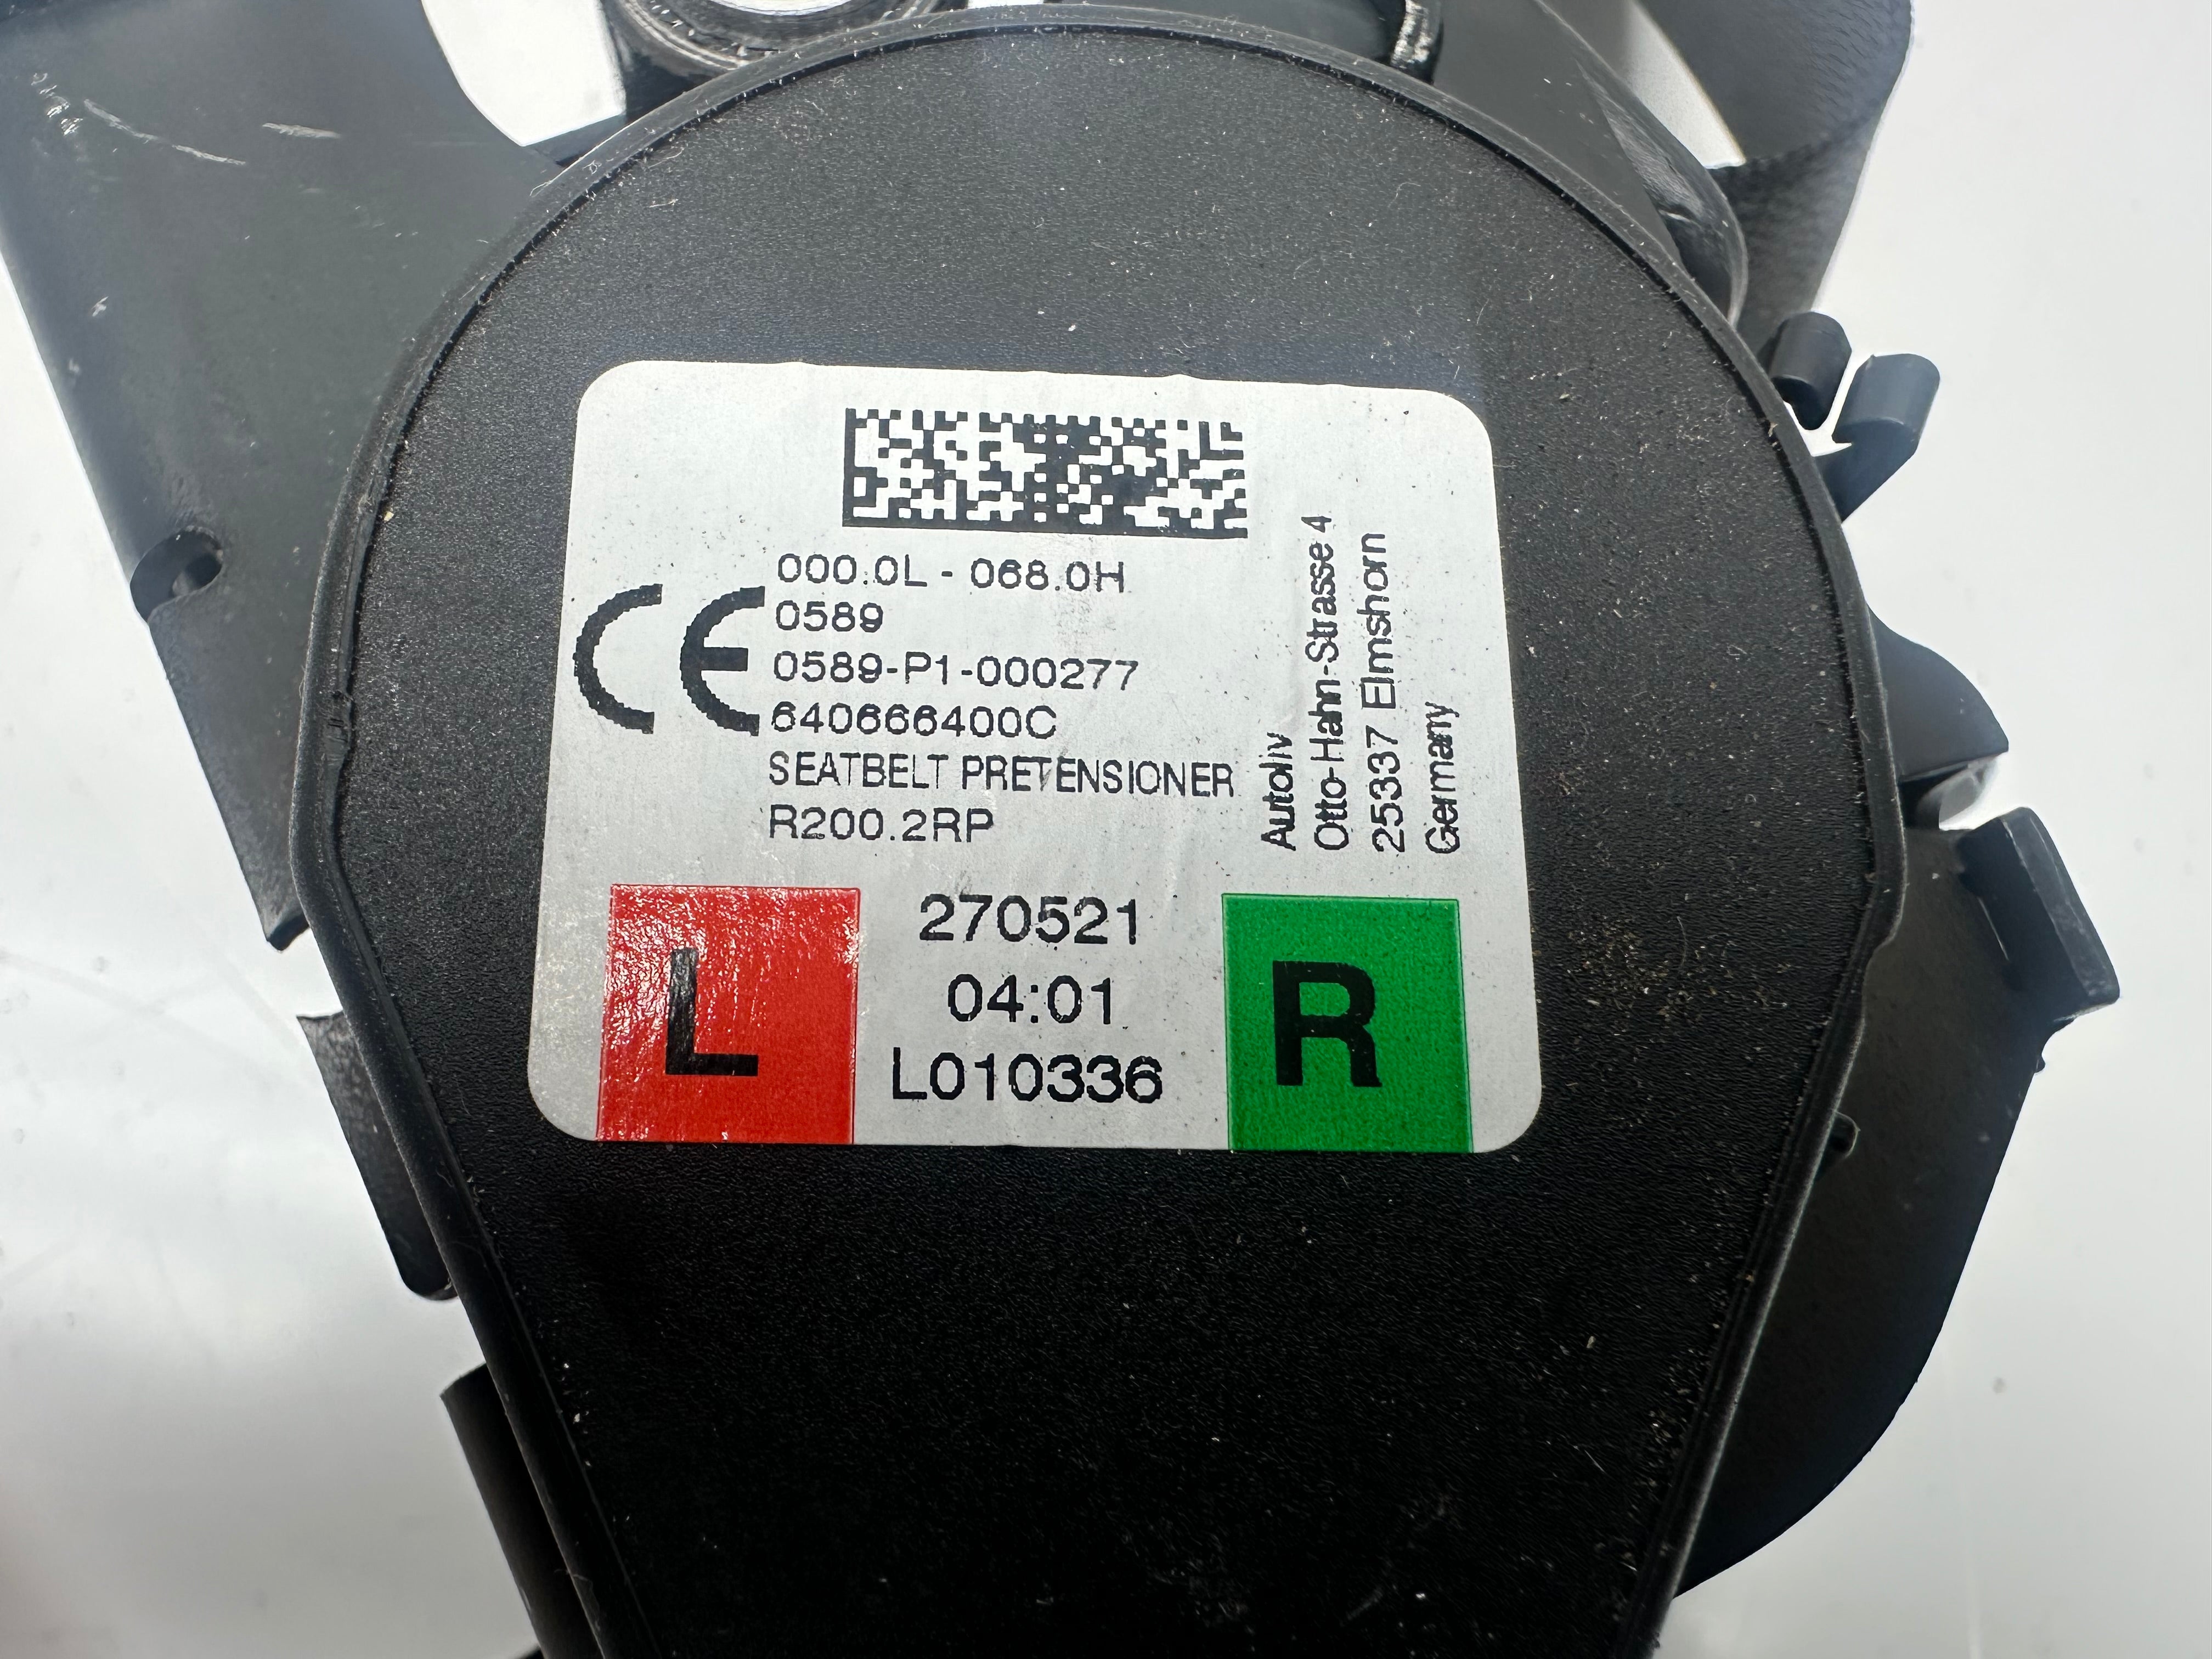 000.0L - 068.0H
CE
0589
0589-P1-000277
640666400C
SEATBELT PRETENSIONER
R200.2RP
Autoliv
Otto-Hahn-Strasse 4
25337 Elmshorn
Germany
L
270521
04:01
L010336
R